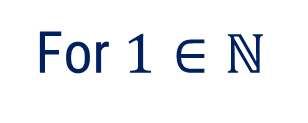 For 1 ∈ ℕ